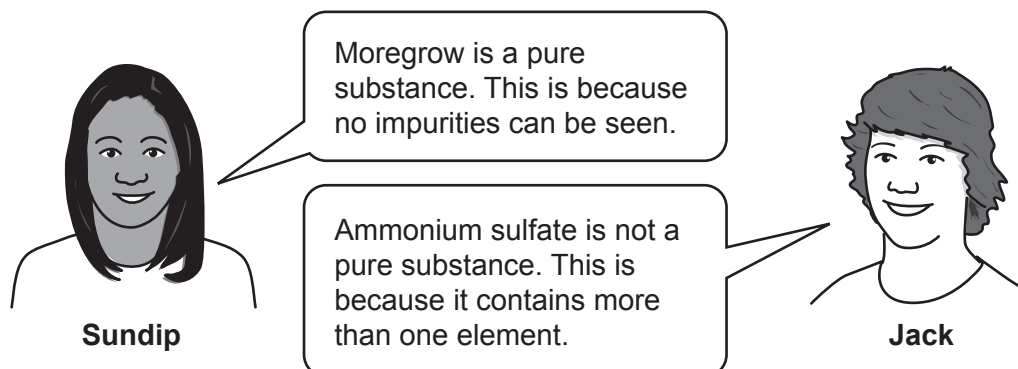 Moregrow is a pure
substance. This is because
no impurities can be seen.
Ammonium sulfate is not a
pure substance. This is
because it contains more
than one element.
Sundip
Jack